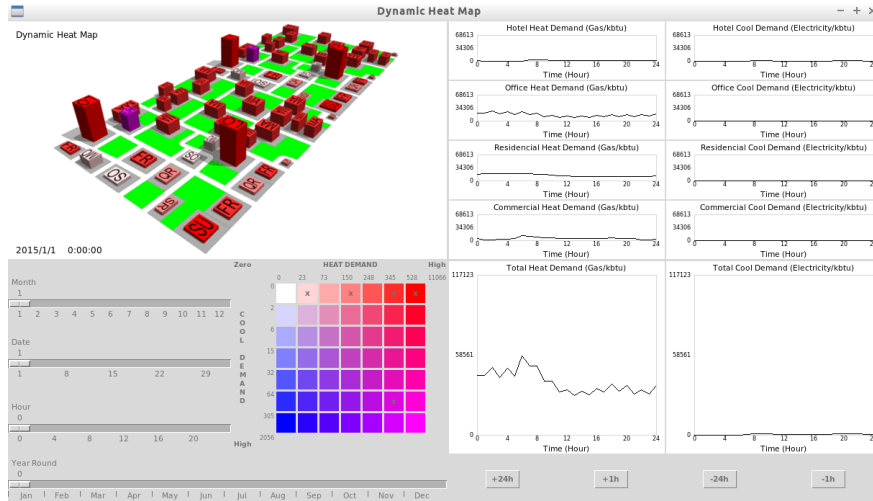 Dynamic Heat Map
Dynamic Heat Map
2015/1/1 0:00:00
Hotel Heat Demand (Gas/kbtu)
68613
34306
0
0 4 8 12 16 20 24
Time (Hour)
Hotel Cool Demand (Electricity/kbtu)
68613
34306
0
0 4 8 12 16 20 2
Time (Hour)
Office Heat Demand (Gas/kbtu)
68613
34306
0
0 4 8 12 16 20 24
Time (Hour)
Office Cool Demand (Electricity/kbtu)
68613
34306
0
0 4 8 12 16 20 2
Time (Hour)
Residencial Heat Demand (Gas/kbtu)
68613
34306
0
0 4 8 12 16 20 24
Time (Hour)
Residencial Cool Demand (Electricity/kbtu)
68613
34306
0
0 4 8 12 16 20 2
Time (Hour)
Commercial Heat Demand (Gas/kbtu)
68613
34306
0
0 4 8 12 16 20 24
Time (Hour)
Commercial Cool Demand (Electricity/kbtu)
68613
34306
0
0 4 8 12 16 20 2
Time (Hour)
Total Heat Demand (Gas/kbtu)
117123
58561
0
0 4 8 12 16 20 24
Time (Hour)
Total Cool Demand (Electricity/kbtu)
117123
58561
0
0 4 8 12 16 20 2
Time (Hour)
Month
1
1 2 3 4 5 6 7 8 9 10 11 12
Date
1
1 8 15 22 29
Hour
0
0 4 8 12 16 20
Year Round
0
Jan Feb Mar Apr May Jun Jul Aug Sep Oct Nov Dec
Zero HEAT DEMAND High
0 23 73 150 248 345 528 11066
COOL DEMAND
0
2
6
15
32
64
305
2056
High
x x x x
x
+24h +1h -24h -1h
SU
FR
SR
OR
OR
FR
OS
FR